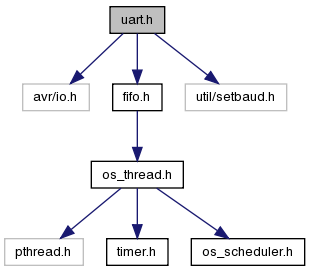 uart.h
avr/io.h
fifo.h
util/setbaud.h
os_thread.h
pthread.h
timer.h
os_scheduler.h